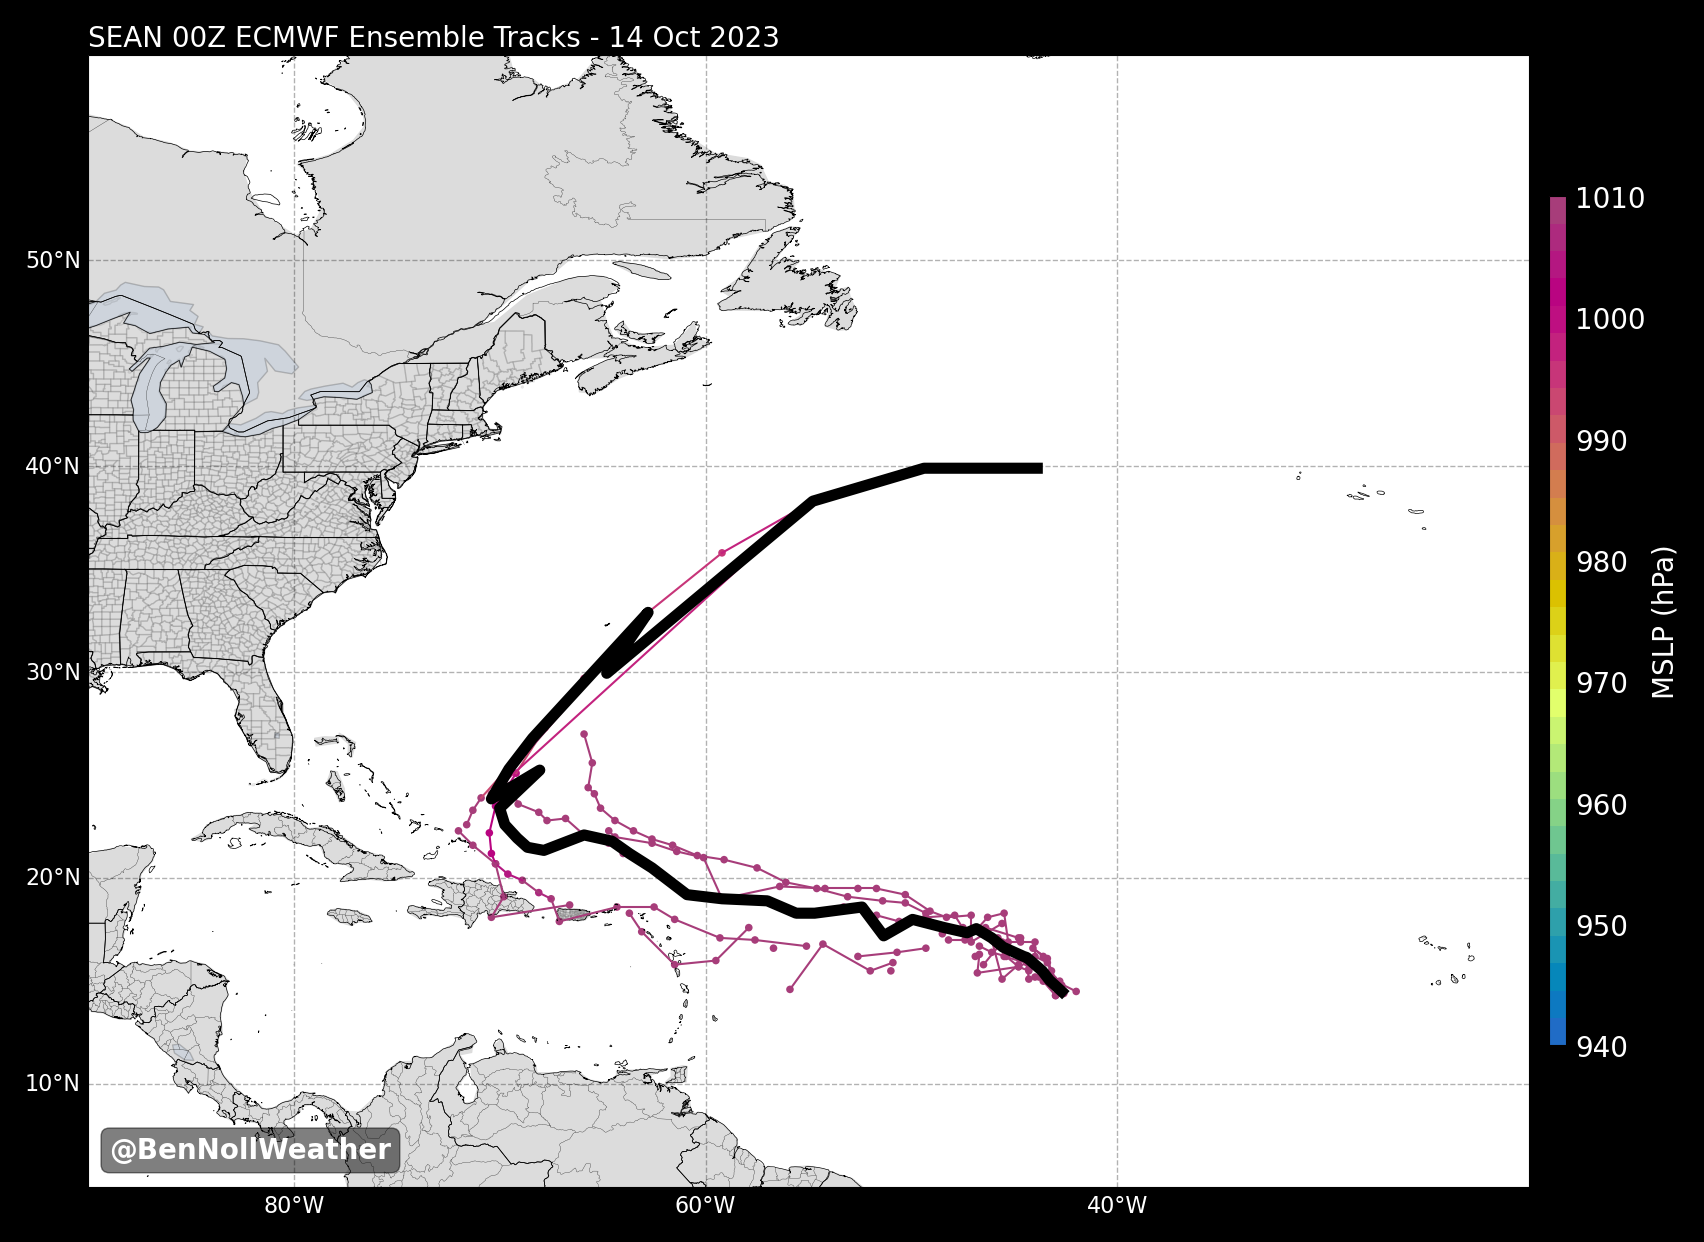 SEAN 00Z ECMWF Ensemble Tracks - 14 Oct 2023
1010
1000
990
980
970
960
950
940
MSLP (hPa)
50°N
40°N
30°N
20°N
10°N
80°W
60°W
40°W
@BenNollWeather